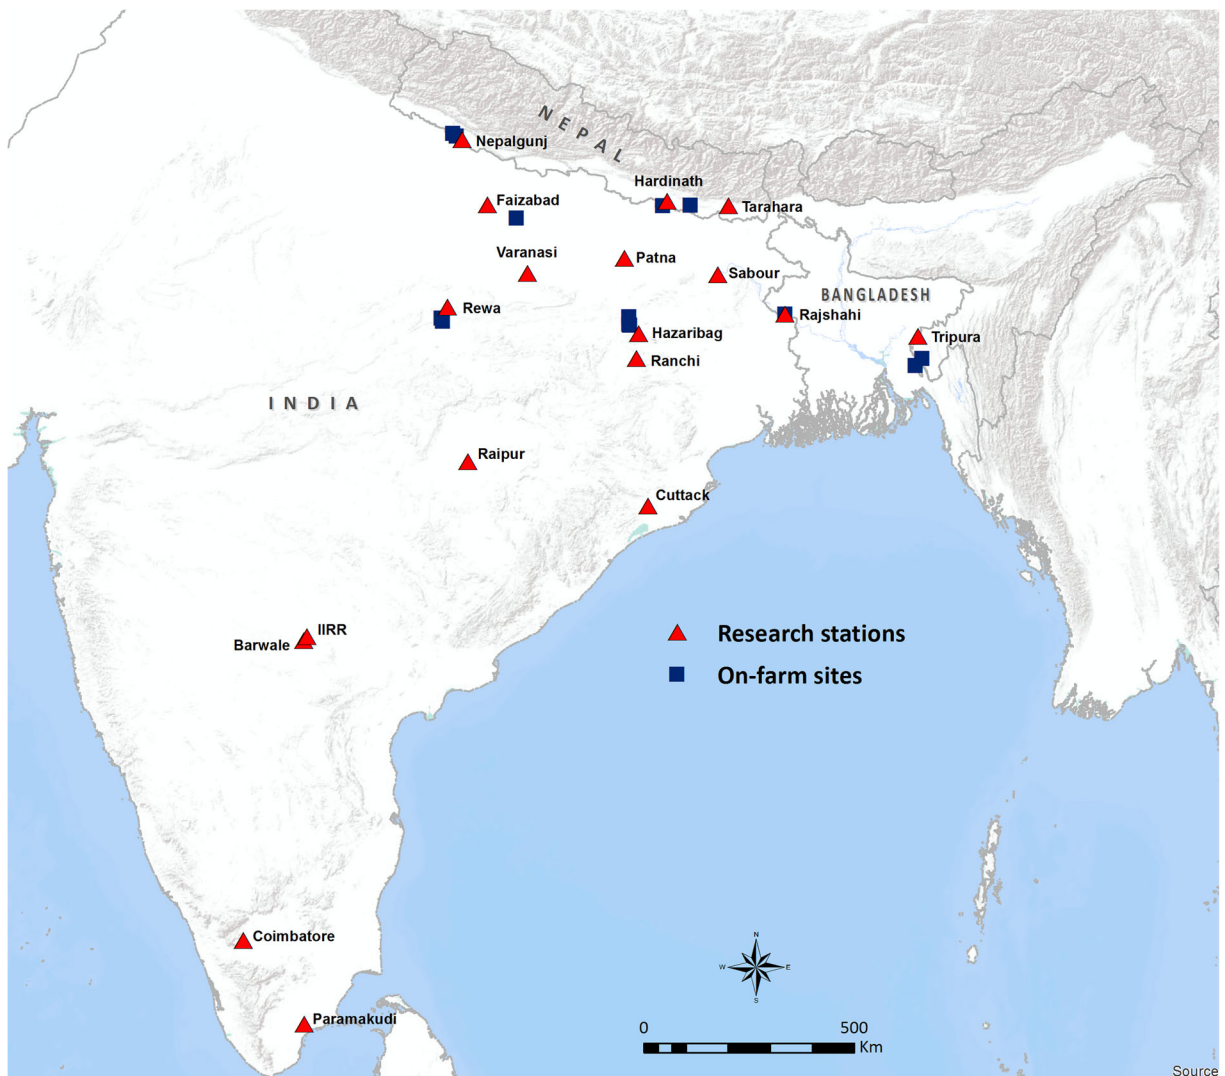 NEPAL
Nepalgunj
Hardinath
Faizabad
Tarahara
Varanasi
Patna
Sabour
BANGLADESH
Rewa
Rajshahi
Hazaribag
Tripura
Ranchi
INDIA
Raipur
Cuttack
IIRR
Barwale
Research stations
On-farm sites
Coimbatore
N
W
E
S
Paramakudi
0
500
Km
Source